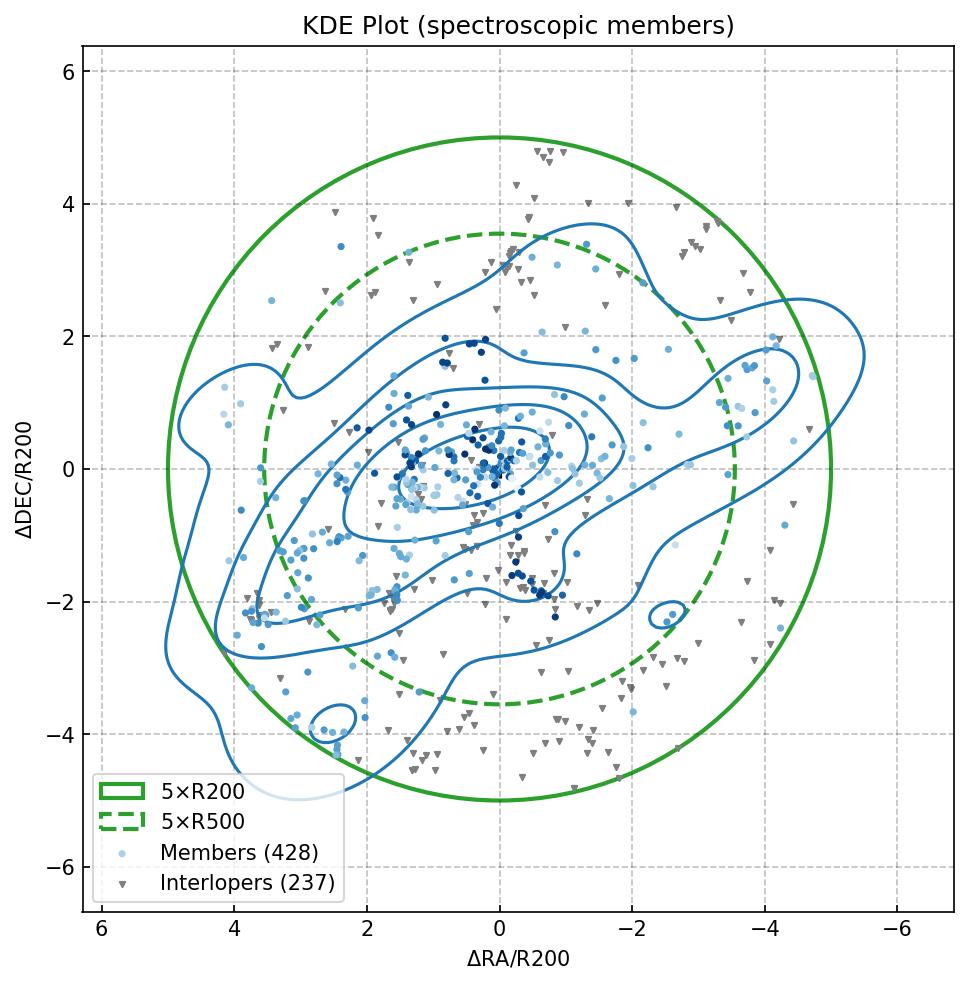 KDE Plot (spectroscopic members)
6
4
2
0
−2
−4
−6
ΔDEC/R200
5×R200
5×R500
Members (428)
Interlopers (237)
6
4
2
0
−2
−4
−6
ΔRA/R200